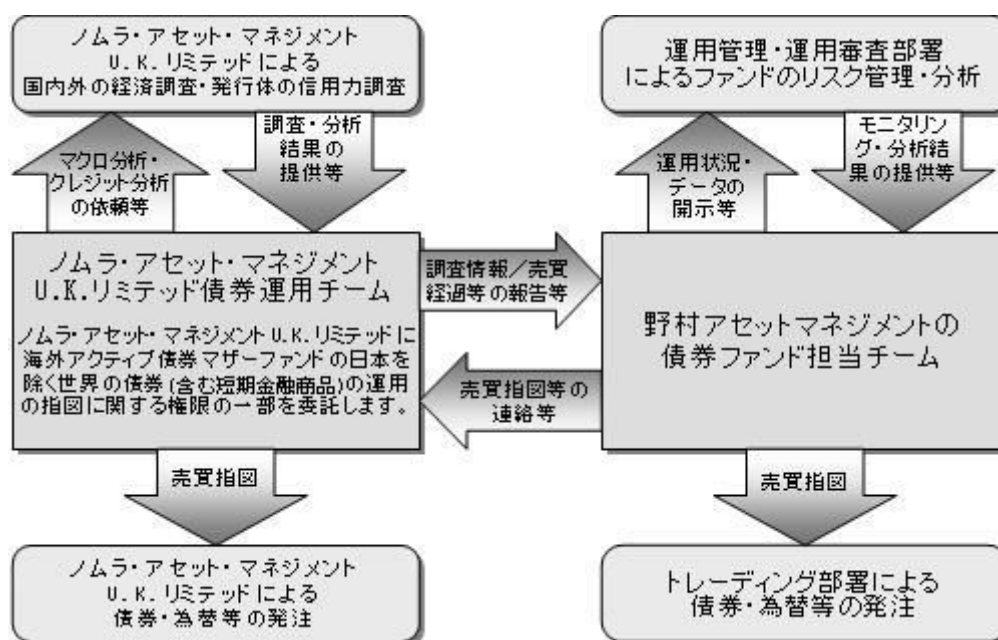 ノムラ・アセット・マネジメント
U.K.リミテッドによる
国内外の経済調査・発行体の信用力調査
運用管理・運用審査部署
によるファンドのリスク管理・分析
マクロ分析・
クレジット分析
の依頼等
調査・分析
結果の
提供等
運用状況・
データの
開示等
モニタリン
グ・分析結
果の提供等
ノムラ・アセット・マネジメント
U.K.リミテッド債券運用チーム
ノムラ・アセット・マネジメントU.K.リミテッドに
海外アクティブ債券マザーファンドの日本を
除く世界の債券(含む短期金融商品)の運用
の指図に関する権限の一部を委託します。
調査情報/売買
経過等の報告等
売買指図等の
連絡等
野村アセットマネジメントの
債券ファンド担当チーム
売買指図
売買指図
ノムラ・アセット・マネジメント
U.K.リミテッドによる
債券・為替等の発注
トレーディング部署による
債券・為替等の発注